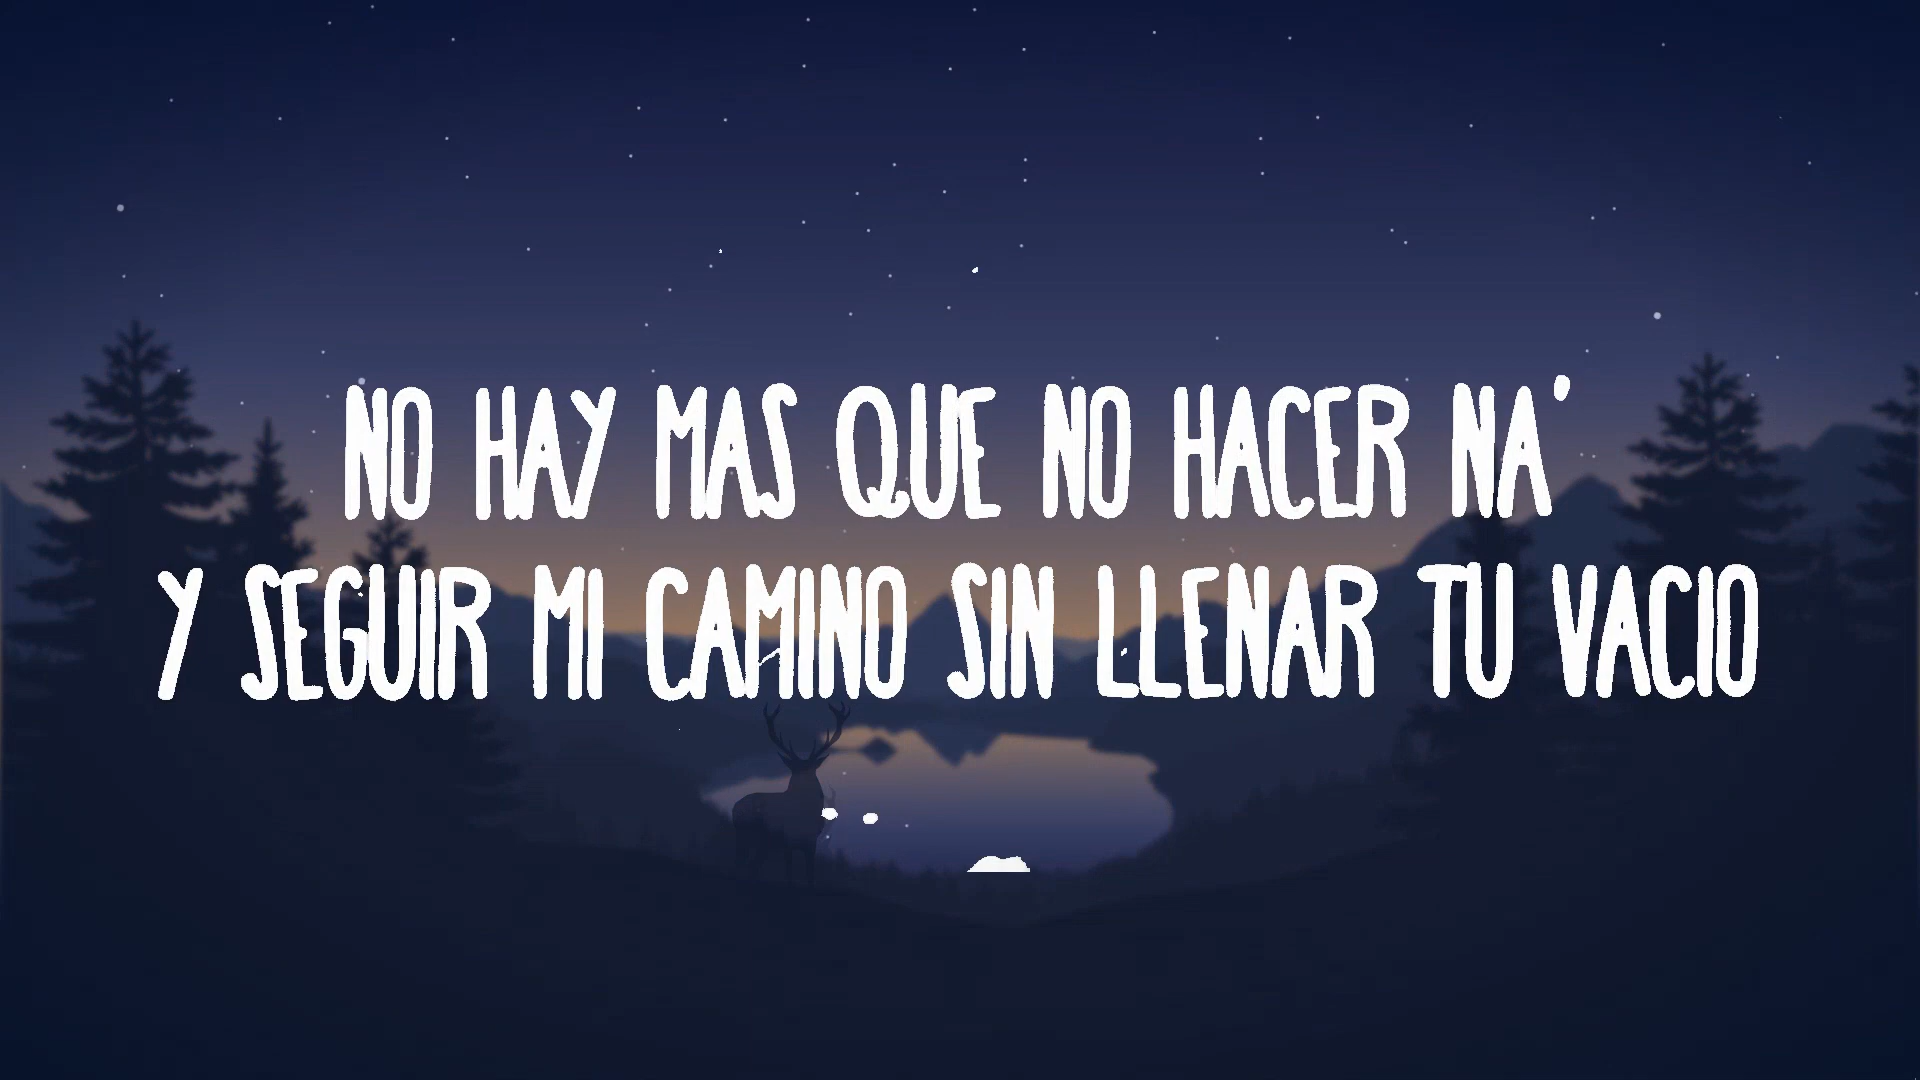 NO HAY MAS QUE NO HACER NA'
Y SEGUIR MI CAMINO SIN LLENAR TU VACIO